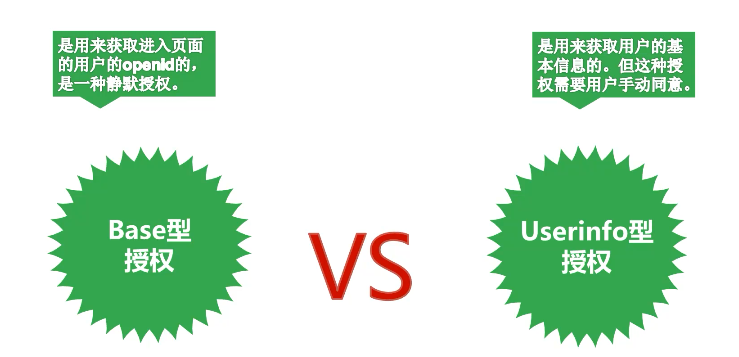 是用来获取进入页面
的用户的openid的，
是一种静默授权。
是用来获取用户的基
本信息的。但这种授
权需要用户手动同意。
Base型
授权
VS
Userinfo型
授权